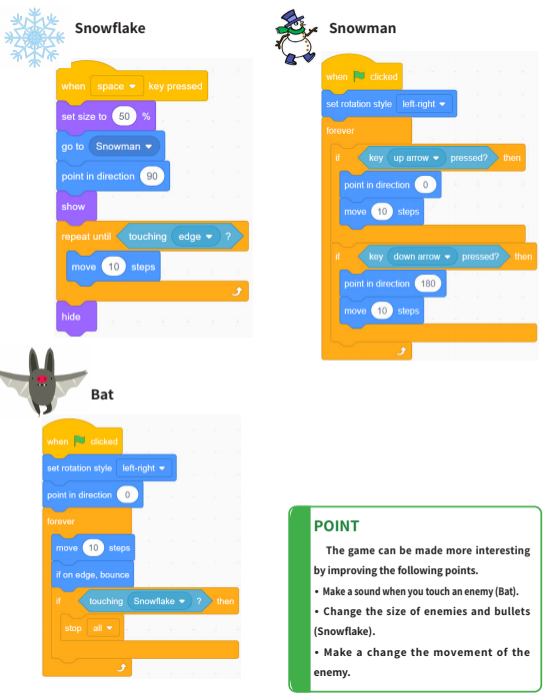 Snowflake
when space key pressed
set size to 50 %
go to Snowman
point in direction 90
show
repeat until touching edge ?
move 10 steps
hide
Snowman
when clicked
set rotation style left-right
forever
if key up arrow pressed? then
point in direction 0
move 10 steps
if key down arrow pressed? then
point in direction 180
move 10 steps
Bat
when clicked
set rotation style left-right
point in direction 0
forever
move 10 steps
if on edge, bounce
if touching Snowflake ? then
stop all
POINT
The game can be made more interesting
by improving the following points.
• Make a sound when you touch an enemy (Bat).
• Change the size of enemies and bullets
(Snowflake).
• Make a change the movement of the
enemy.